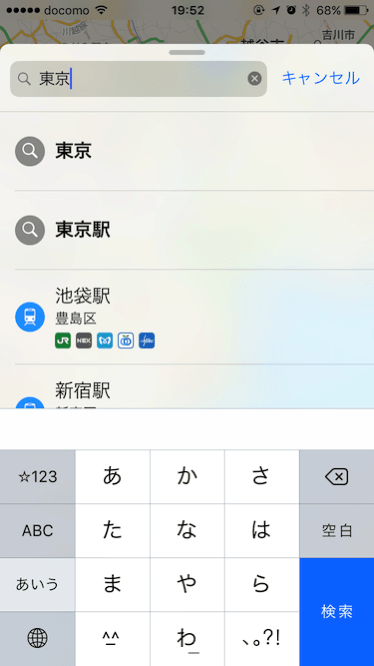 docomo 19:52 68%
吉川市
東京 キャンセル
東京
東京駅
池袋駅
豊島区
JR NEX
新宿駅
☆123 あ か さ
ABC た な は 空白
あいう ま や ら 検索
^^ わ 、。?!